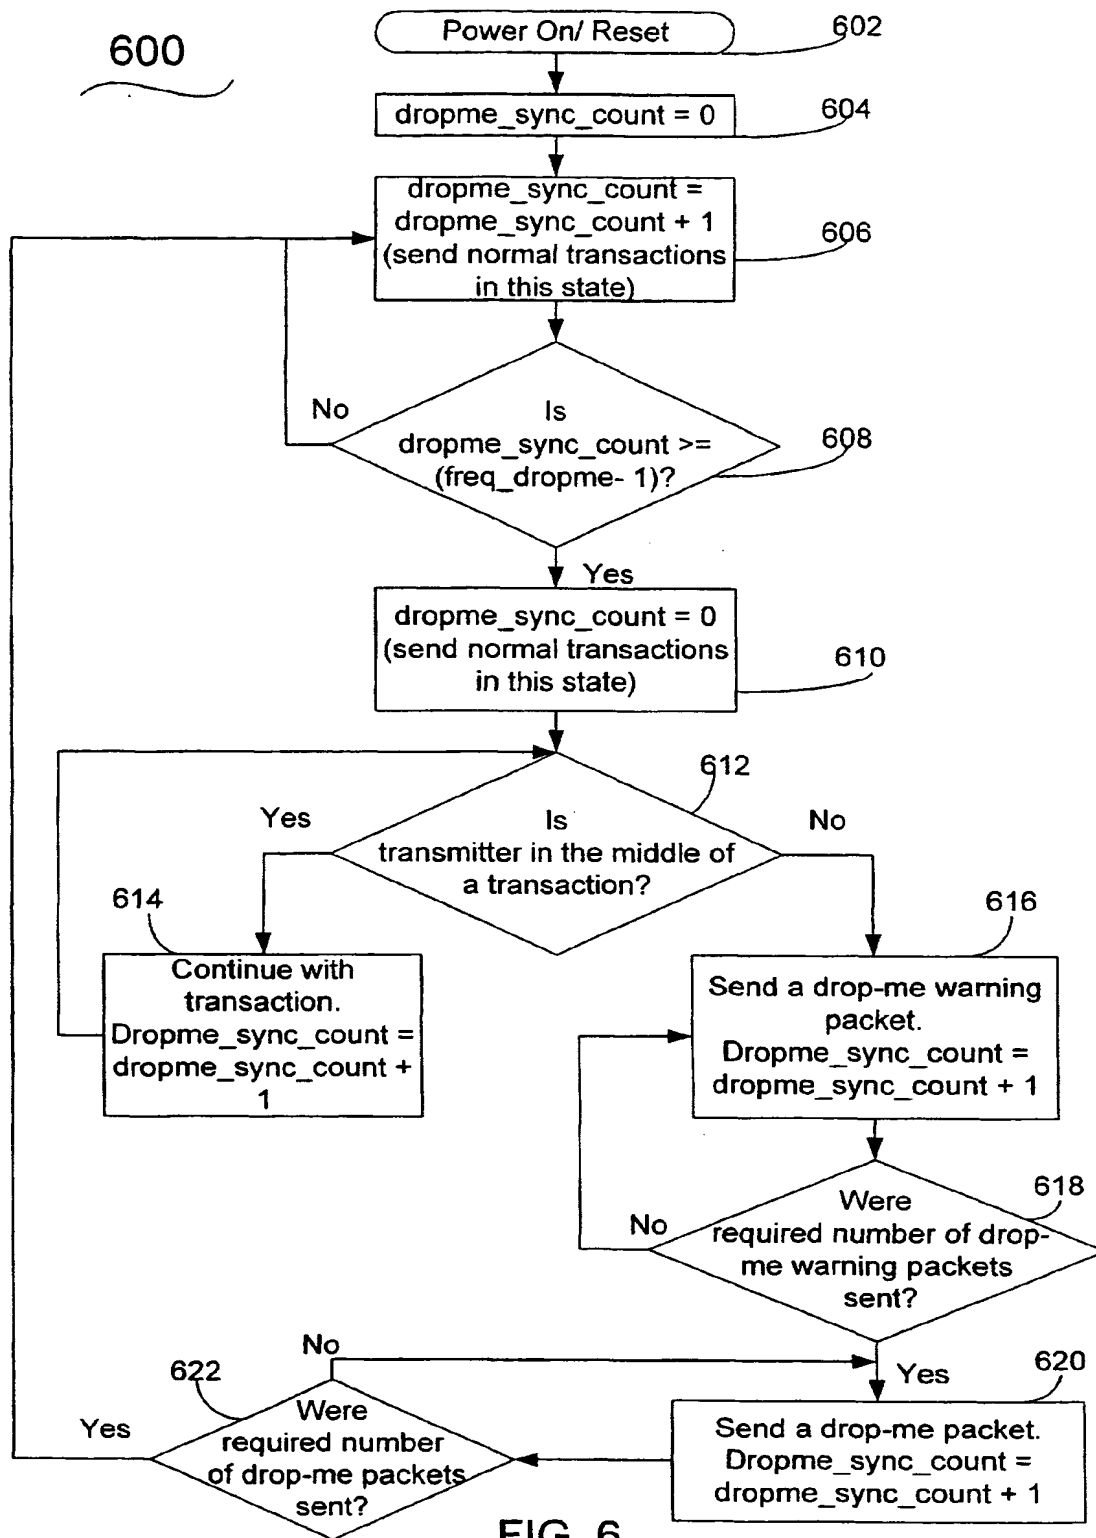 600
Power On/ Reset
602
dropme_sync_count = 0
604
dropme_sync_count =
dropme_sync_count + 1
(send normal transactions
in this state)
606
No
Is
dropme_sync_count >=
(freq_dropme- 1)?
608
Yes
dropme_sync_count = 0
(send normal transactions
in this state)
610
612
Yes
Is
transmitter in the middle of
a transaction?
No
614
Continue with
transaction.
Dropme_sync_count =
dropme_sync_count +
1
616
Send a drop-me warning
packet.
Dropme_sync_count =
dropme_sync_count + 1
618
No
Were
required number of drop-
me warning packets
sent?
Yes
620
Send a drop-me packet.
Dropme_sync_count =
dropme_sync_count + 1
No
622
Yes
Were
required number
of drop-me packets
sent?
FIG. 6